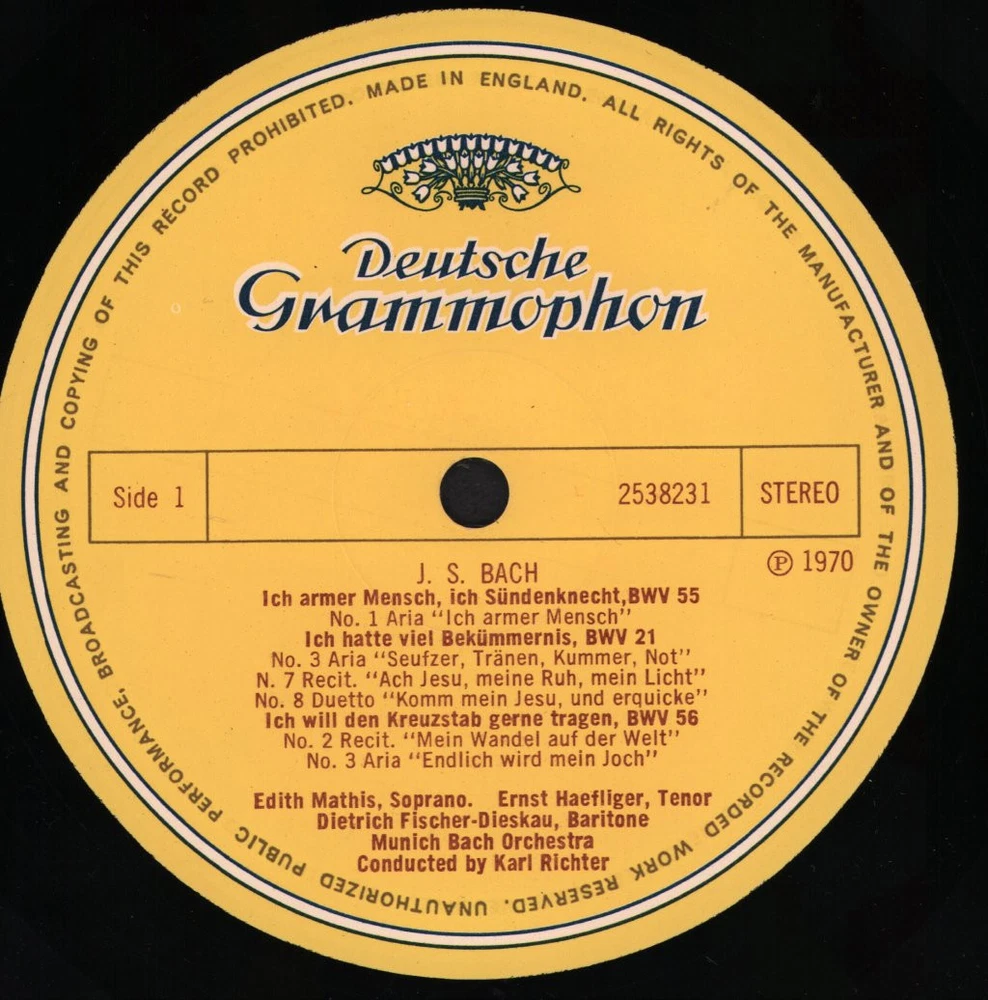 MADE IN ENGLAND. ALL RIGHTS OF THE MANUFACTURER AND OF THE OWNER OF THE RECORDED WORK RESERVED. UNAUTHORIZED PUBLIC PERFORMANCE, BROADCASTING AND COPYING OF THIS RECORD PROHIBITED.
Deutsche
Grammophon
Side 1
2538231
STEREO
Ⓟ 1970
J. S. BACH
Ich armer Mensch, ich Sündenknecht,BWV 55
No. 1 Aria “Ich armer Mensch”
Ich hatte viel Bekümmernis, BWV 21
No. 3 Aria “Seufzer, Tränen, Kummer, Not”
N. 7 Recit. “Ach Jesu, meine Ruh, mein Licht”
No. 8 Duetto “Komm mein Jesu, und erquicke”
Ich will den Kreuzstab gerne tragen, BWV 56
No. 2 Recit. “Mein Wandel auf der Welt”
No. 3 Aria “Endlich wird mein Joch”
Edith Mathis, Soprano. Ernst Haefliger, Tenor
Dietrich Fischer-Dieskau, Baritone
Munich Bach Orchestra
Conducted by Karl Richter